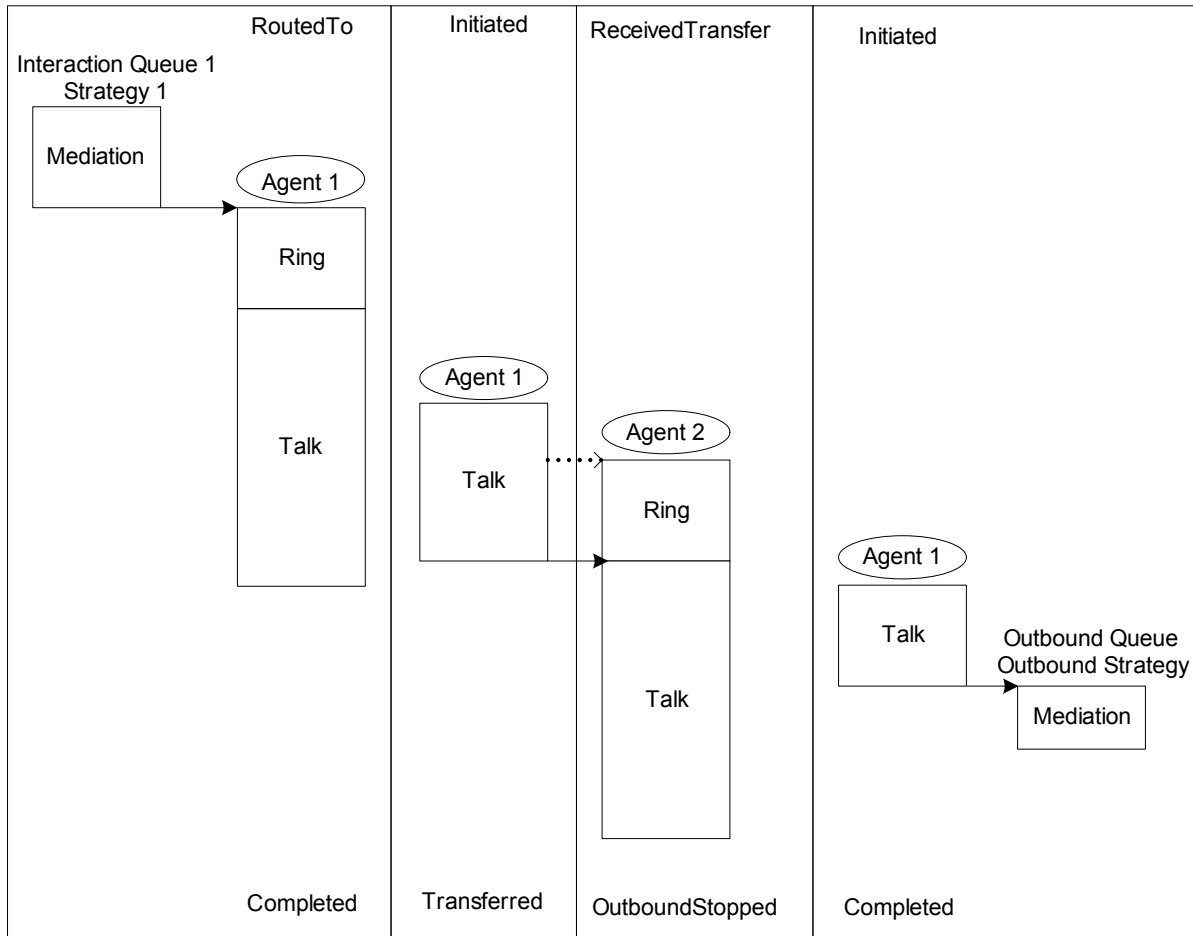 RoutedTo
Initiated
ReceivedTransfer
Initiated
Interaction Queue 1
Strategy 1
Mediation
Agent 1
Ring
Talk
Agent 1
Talk
Agent 2
Ring
Talk
Agent 1
Talk
Outbound Queue
Outbound Strategy
Mediation
Completed
Transferred
OutboundStopped
Completed